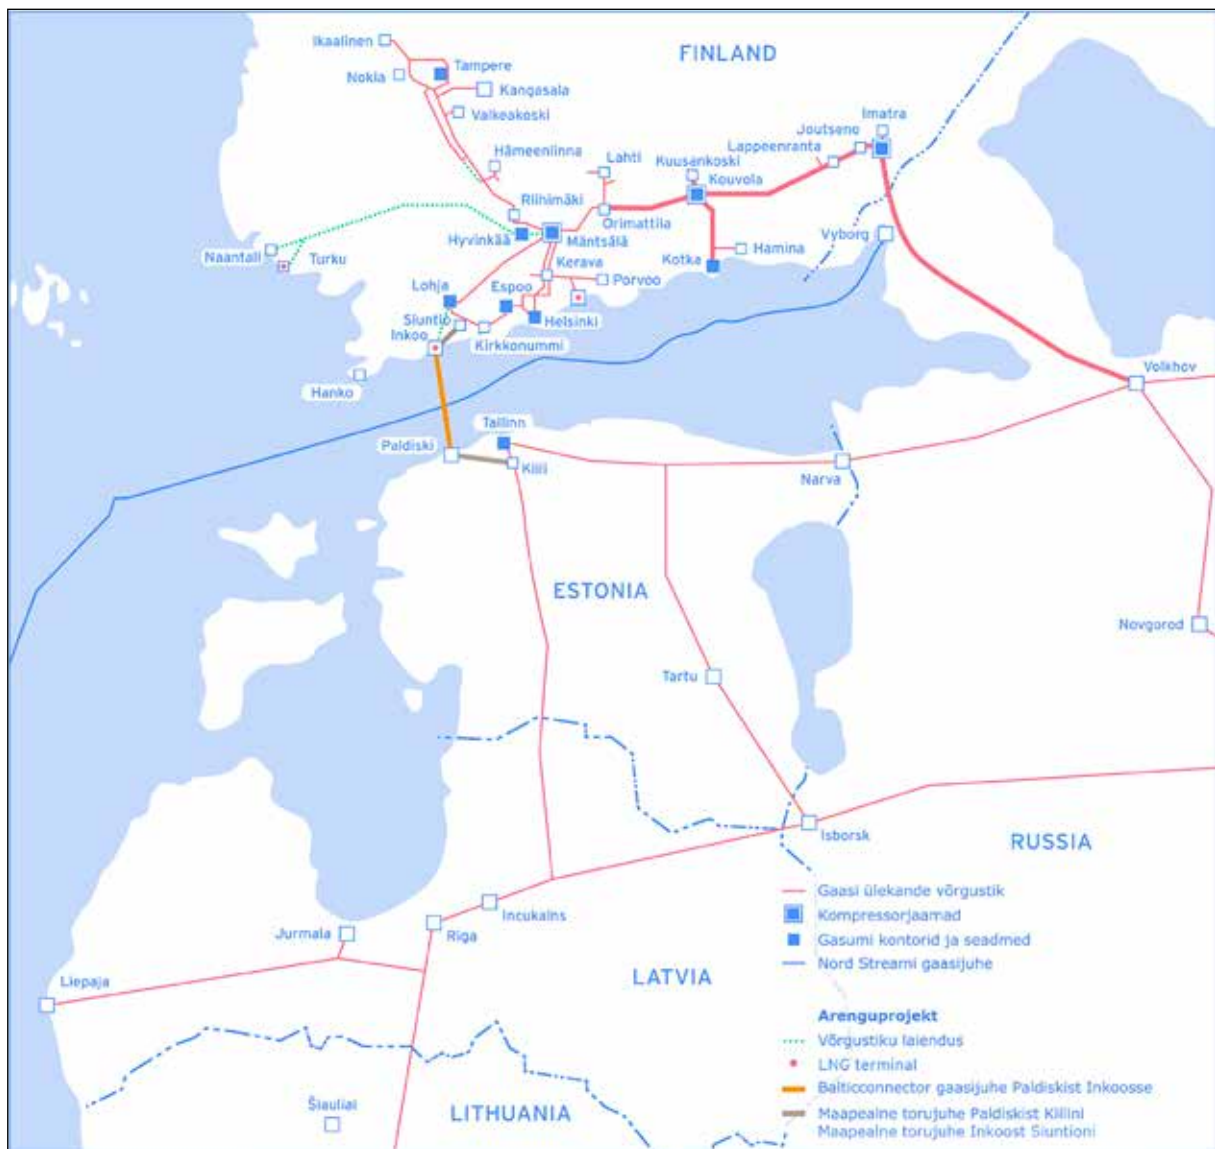 FINLAND
Ikaalinen
Nokia
Tampere
Kangasala
Valkeakoski
Hämeenlinna
Lahti
Kuusankoski
Kouvola
Lappeenranta
Joutseno
Imatra
Riihimäki
Orimattila
Hyvinkää
Mäntsälä
Naantali
Turku
Kerava
Porvoo
Kotka
Hamina
Vyborg
Lohja
Espoo
Siuntio
Inkoo
Helsinki
Kirkkonummi
Hanko
Volkhov
Tallinn
Paldiski
Kiili
Narva
ESTONIA
Novgorod
Tartu
Isborsk
RUSSIA
Incukalns
Jurmala
Riga
Liepaja
LATVIA
Šiauliai
LITHUANIA
Gaasi ülekande võrgustik
Kompressorjaamad
Gasumi kontorid ja seadmed
Nord Streami gaasijuhe
Arenguprojekt
Võrgustiku laiendus
LNG terminal
Balticconnector gaasijuhe Paldiskist Inkoosse
Maapealne torujuhe Paldiskist Kiilini
Maapealne torujuhe Inkoost Siuntioni